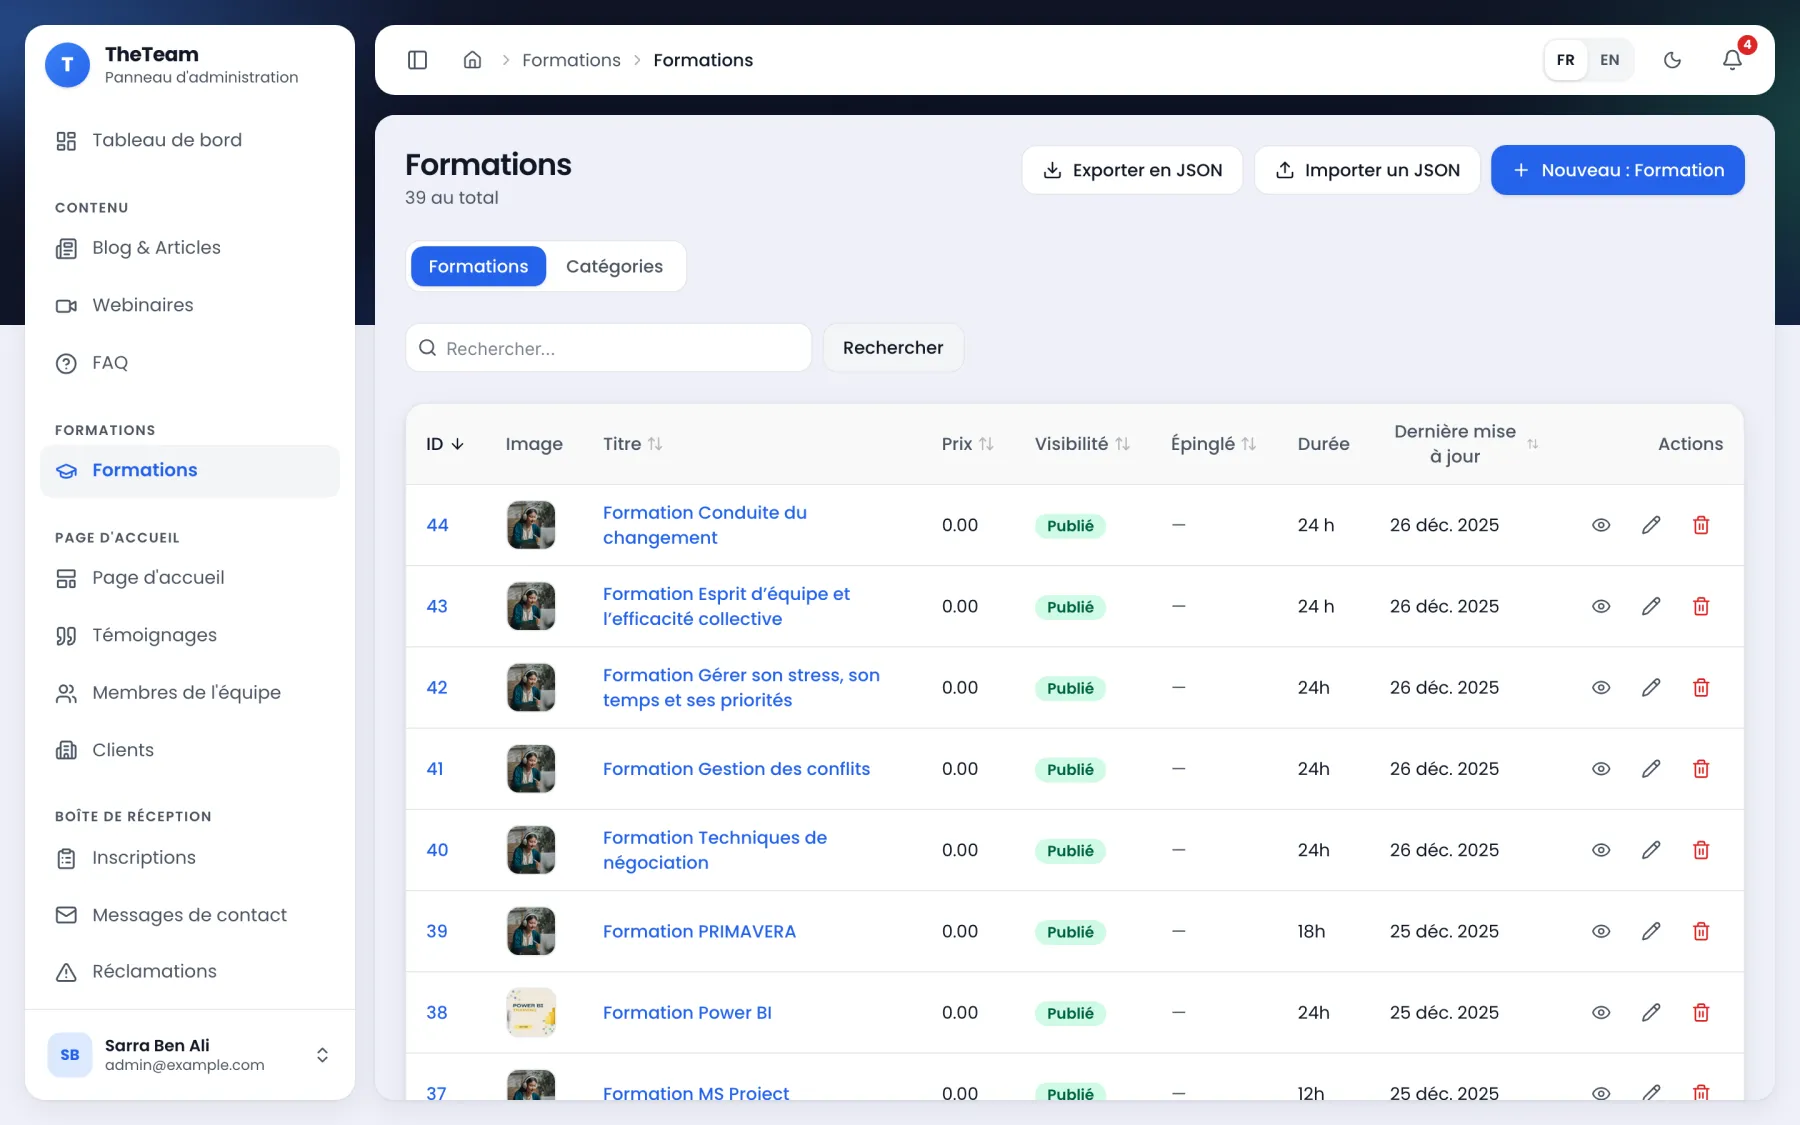 T
TheTeam
Panneau d'administration
Tableau de bord
CONTENU
Blog & Articles
Webinaires
FAQ
FORMATIONS
Formations
PAGE D'ACCUEIL
Page d'accueil
Témoignages
Membres de l'équipe
Clients
BOÎTE DE RÉCEPTION
Inscriptions
Messages de contact
Réclamations
SB
Sarra Ben Ali
admin@example.com
Formations
Formations
FR EN
4
Formations
39 au total
Exporter en JSON
Importer un JSON
Nouveau : Formation
Formations Catégories
Rechercher...
Rechercher
ID Image Titre Prix Visibilité Épinglé Durée Dernière mise à jour Actions
44 Formation Conduite du changement 0.00 Publié — 24 h 26 déc. 2025
43 Formation Esprit d’équipe et l’efficacité collective 0.00 Publié — 24 h 26 déc. 2025
42 Formation Gérer son stress, son temps et ses priorités 0.00 Publié — 24h 26 déc. 2025
41 Formation Gestion des conflits 0.00 Publié — 24h 26 déc. 2025
40 Formation Techniques de négociation 0.00 Publié — 24h 26 déc. 2025
39 Formation PRIMAVERA 0.00 Publié — 18h 25 déc. 2025
POWER BI
38 Formation Power BI 0.00 Publié — 24h 25 déc. 2025
37 Formation MS Project 0.00 Publié — 12h 25 déc. 2025